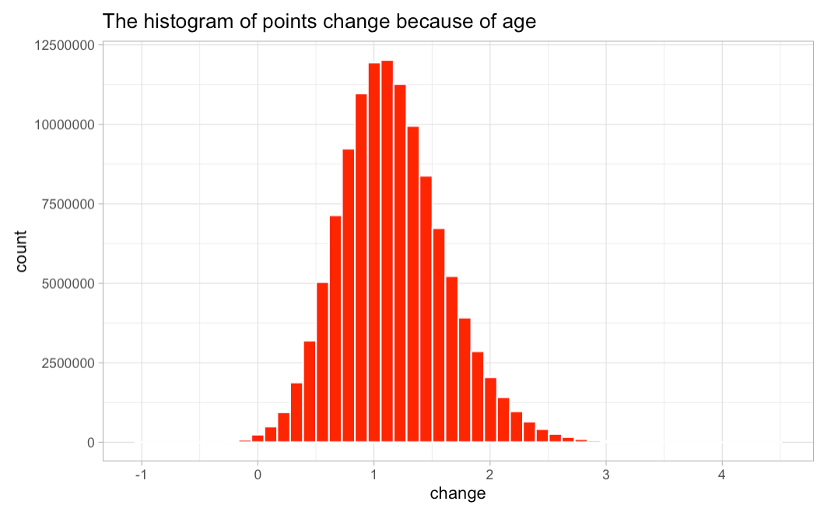 The histogram of points change because of age
12500000
10000000
7500000
5000000
2500000
0
count
-1 0 1 2 3 4
change